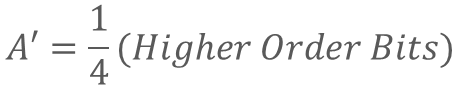 A′ = 1/4 (Higher Order Bits)